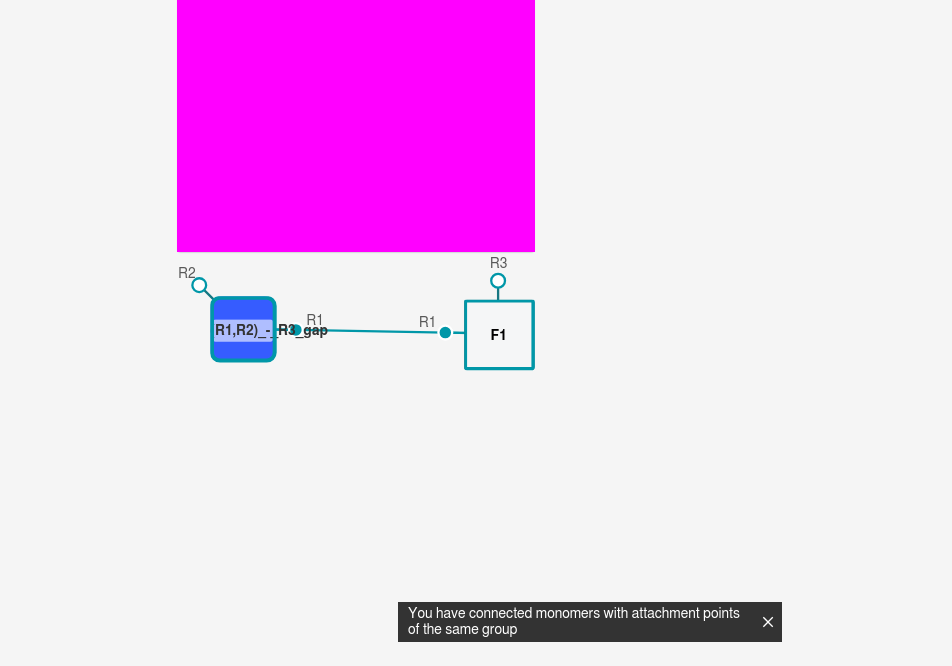 R3
R2
R1
R1
R1,R2)_-_R3_gap
F1
You have connected monomers with attachment points
of the same group